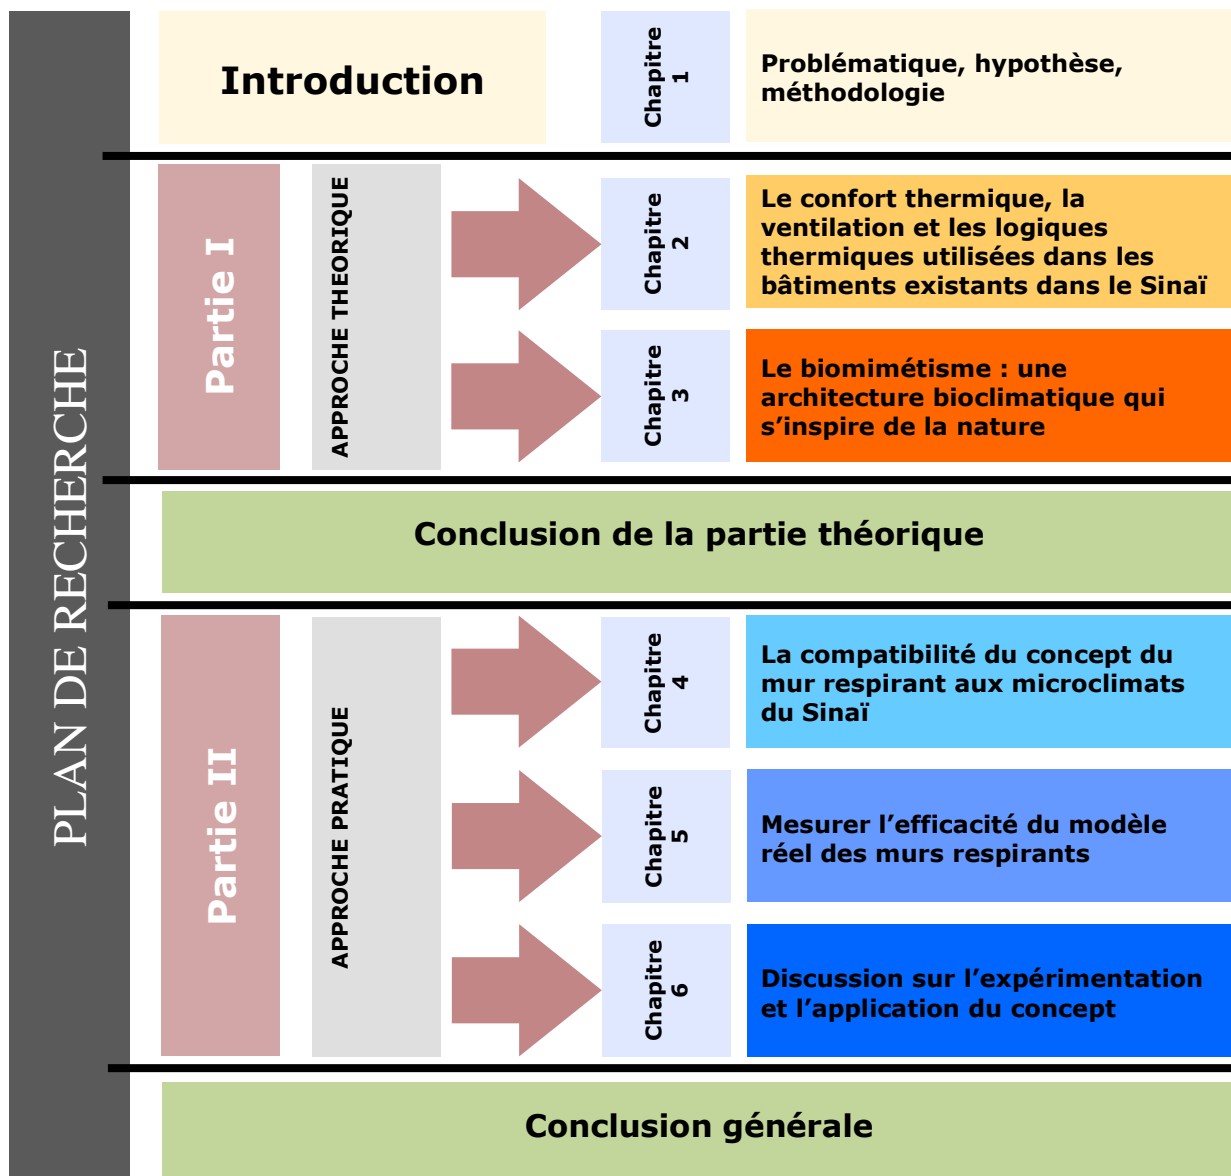 PLAN DE RECHERCHE
Introduction
Chapitre
1
Problématique, hypothèse,
méthodologie
Partie I
APPROCHE THEORIQUE
Chapitre
2
Le confort thermique, la
ventilation et les logiques
thermiques utilisées dans les
bâtiments existants dans le Sinaï
Chapitre
3
Le biomimétisme : une
architecture bioclimatique qui
s’inspire de la nature
Conclusion de la partie théorique
Partie II
APPROCHE PRATIQUE
Chapitre
4
La compatibilité du concept du
mur respirant aux microclimats
du Sinaï
Chapitre
5
Mesurer l’efficacité du modèle
réel des murs respirants
Chapitre
6
Discussion sur l’expérimentation
et l’application du concept
Conclusion générale